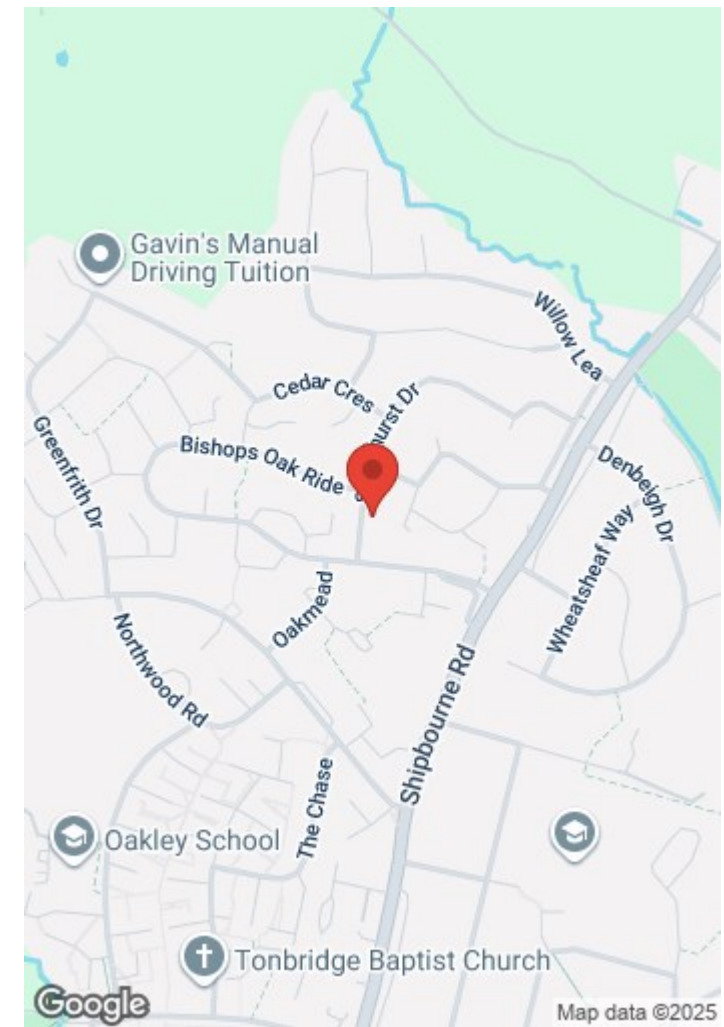 Gavin's Manual
Driving Tuition
Willow Lea
Cedar Cres
Bishops Oak Ride
Greenfrith Dr
Denbeigh Dr
Wheatsheaf Way
Oakmead
Northwood Rd
Shipbourne Rd
The Chase
Oakley School
Tonbridge Baptist Church
Google
Map data ©2025